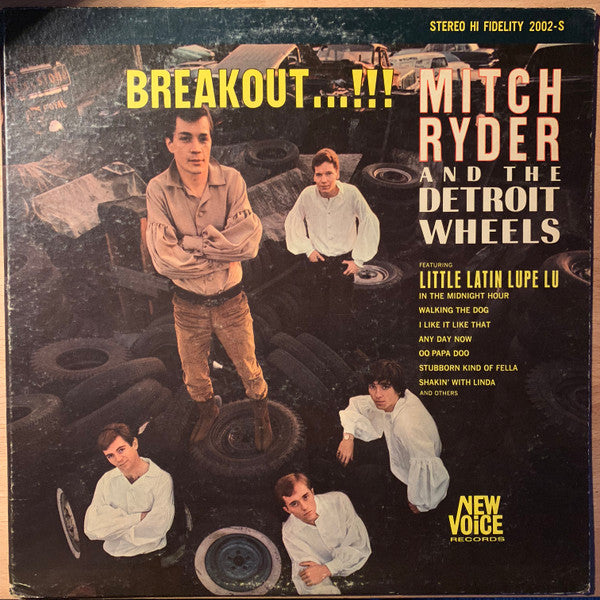 STEREO HI FIDELITY 2002-S
BREAKOUT...!!!
MITCH
RYDER
AND THE
DETROIT
WHEELS
FEATURING
LITTLE LATIN LUPE LU
IN THE MIDNIGHT HOUR
WALKING THE DOG
I LIKE IT LIKE THAT
ANY DAY NOW
OO PAPA DOO
STUBBORN KIND OF FELLA
SHAKIN' WITH LINDA
AND OTHERS
NEW
VOICE
RECORDS